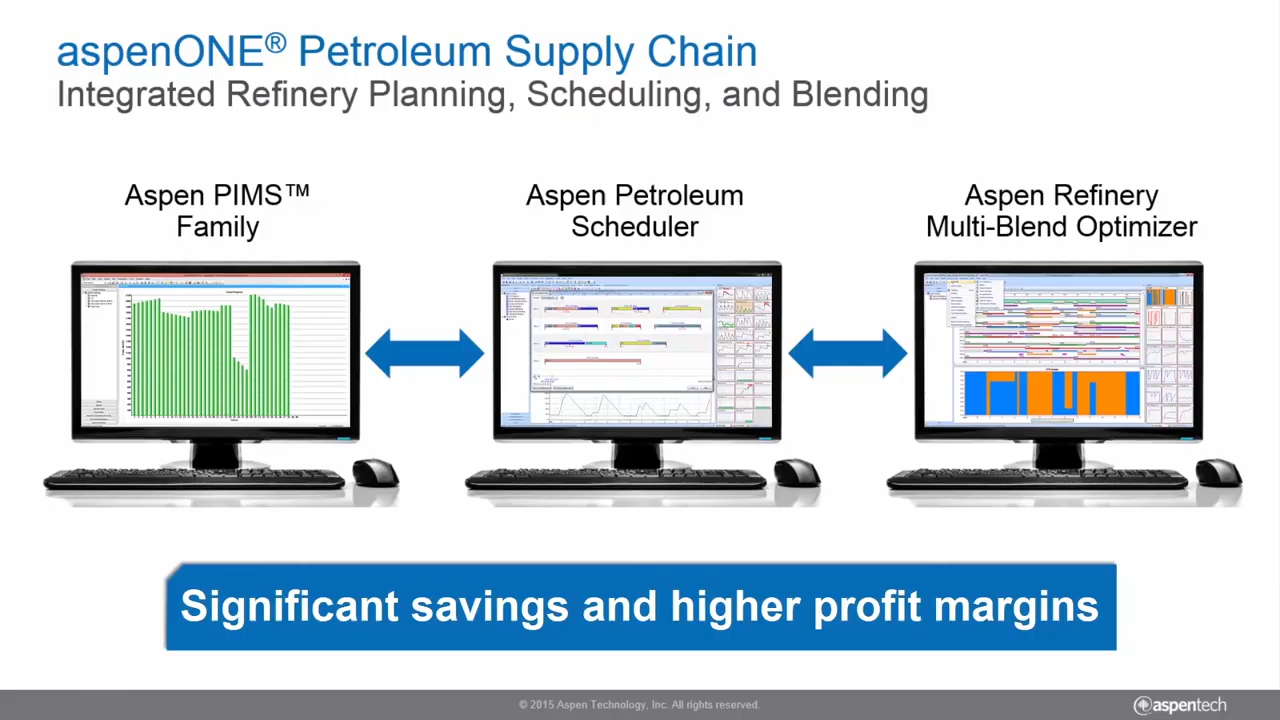 aspenONE® Petroleum Supply Chain
Integrated Refinery Planning, Scheduling, and Blending
Aspen PIMS™
Family
Aspen Petroleum
Scheduler
Aspen Refinery
Multi-Blend Optimizer
Significant savings and higher profit margins
© 2015 Aspen Technology, Inc. All rights reserved.
aspentech